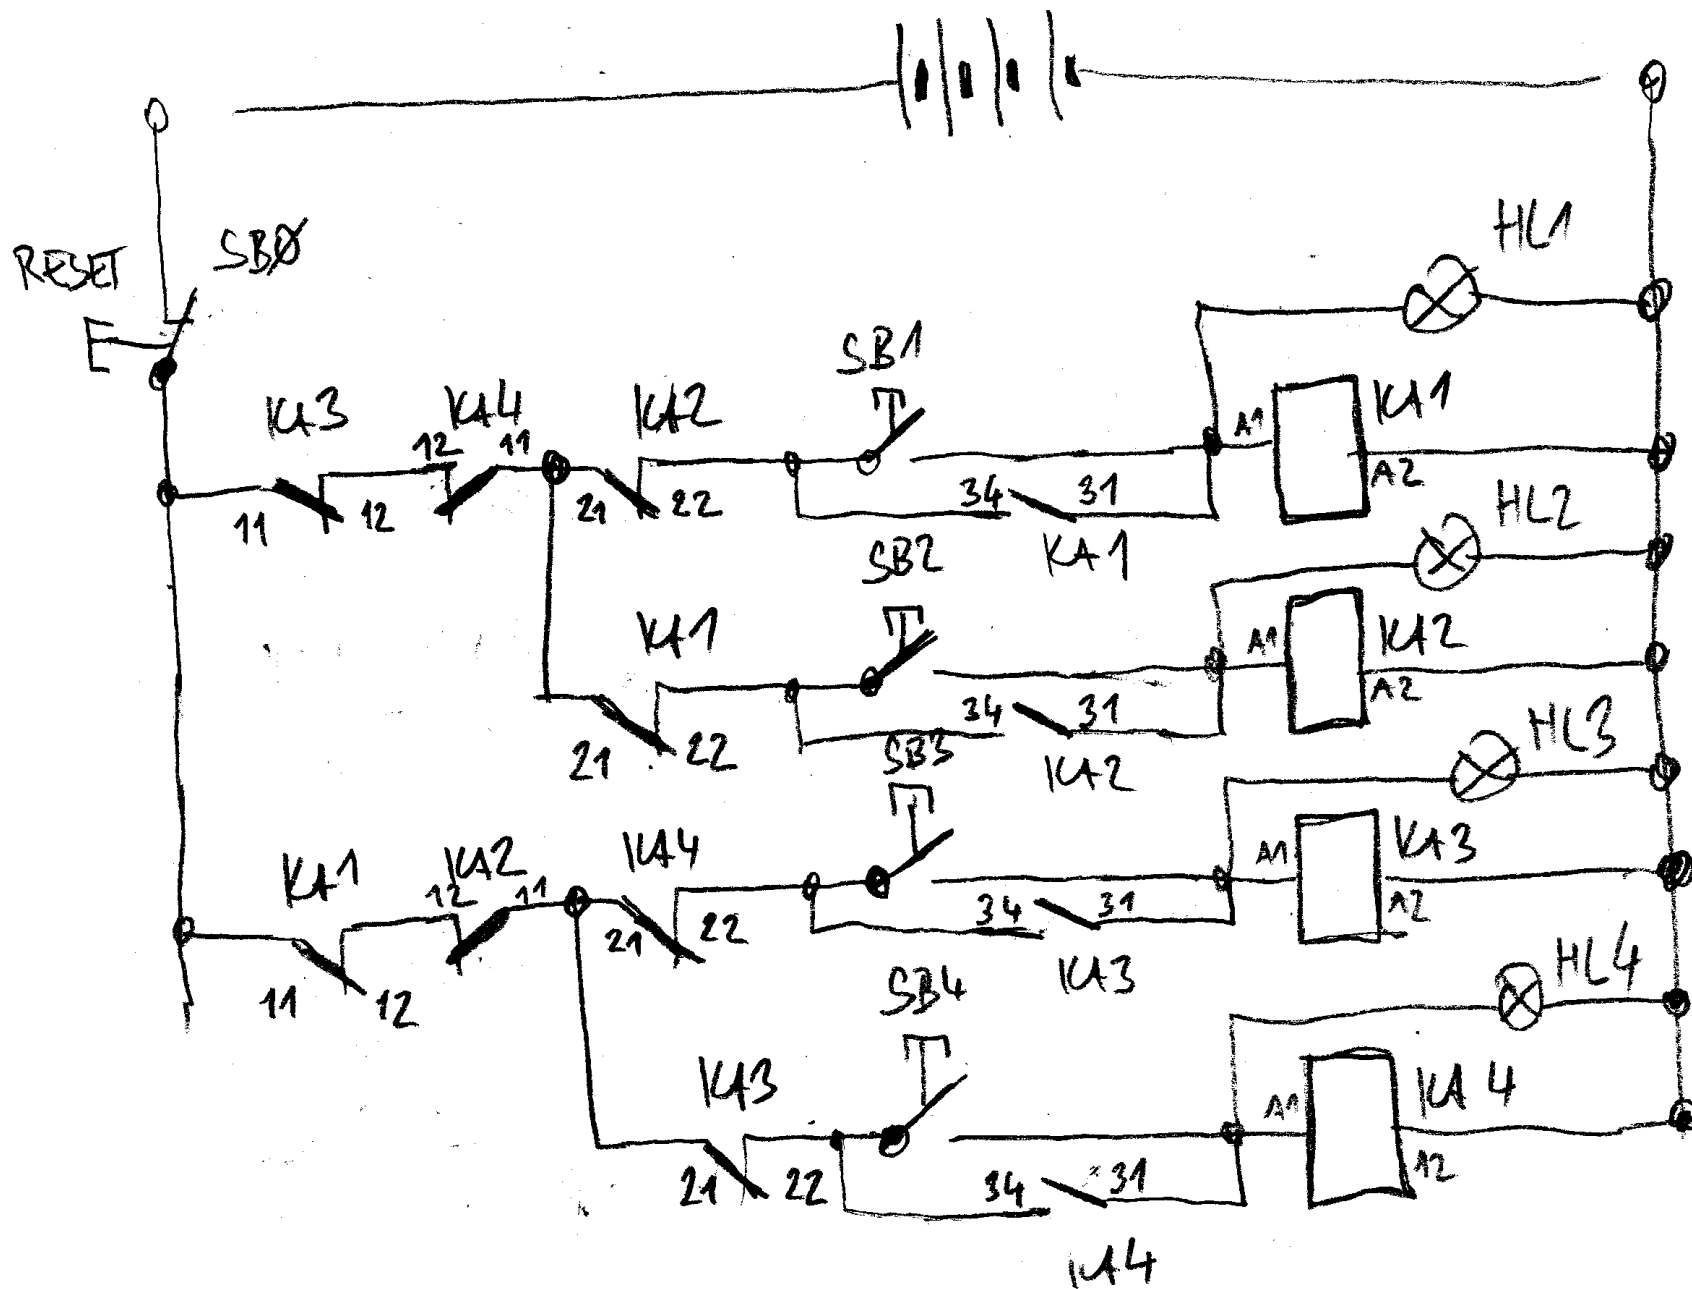 HL1
RESET SBØ
SB1
KA3 KA4 KA2 KA1
12 11 A1
11 12 21 22 34 31 A2
HL2
SB2 KA1
KA1 A1 KA2
34 31 A2
21 22 SB3 KA2 HL3
KA1 KA2 KA4 A1 KA3
12 11 34 31 A2
21 22
11 12 SB4 KA3 HL4
KA3 A1 KA4
21 22 34 31 A2
KA4